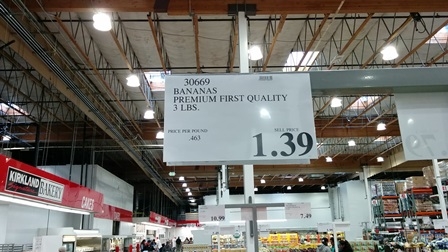 30669
BANANAS
PREMIUM FIRST QUALITY
3 LBS.
PRICE PER POUND
.463
SELL PRICE
1.39
KIRKLAND
BAKERY
CAKES
10.99
7.49